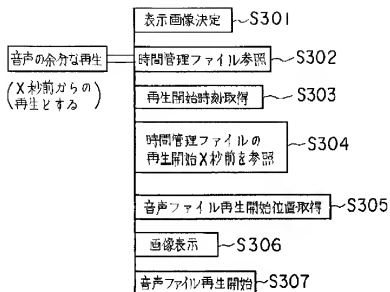 表示画像決定 S301
音声の余分な再生
(X秒前からの
再生とする)
時間管理ファイル参照 S302
再生開始時刻取得 S303
時間管理ファイルの
再生開始X秒前を参照 S304
音声ファイル再生開始位置取得 S305
画像表示 S306
音声ファイル再生開始 S307